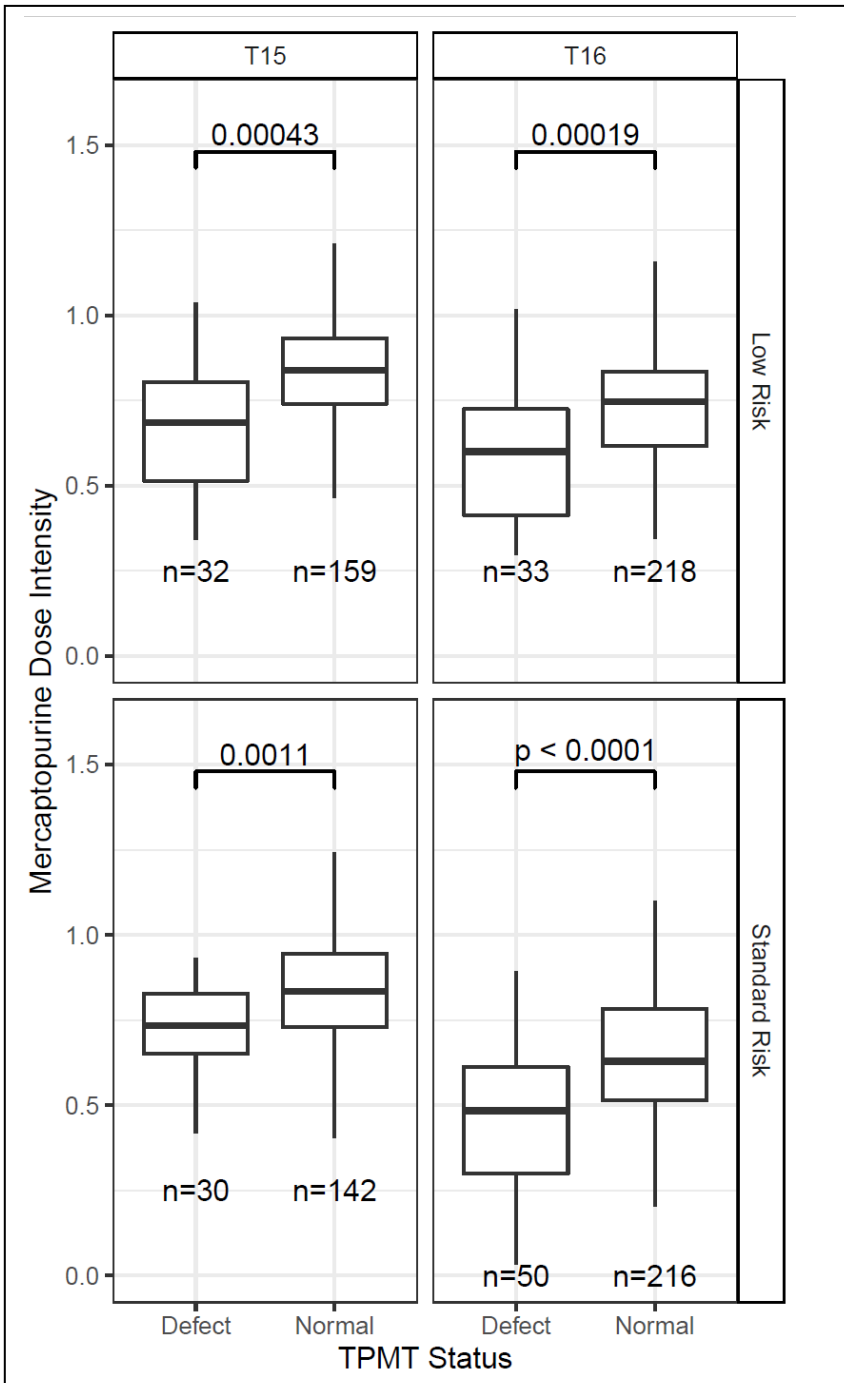 T15
T16
Mercaptopurine Dose Intensity
1.5
1.0
0.5
0.0
0.00043
n=32
n=159
0.00019
n=33
n=218
Low Risk
1.5
1.0
0.5
0.0
0.0011
n=30
n=142
p < 0.0001
n=50
n=216
Standard Risk
Defect
Normal
Defect
Normal
TPMT Status